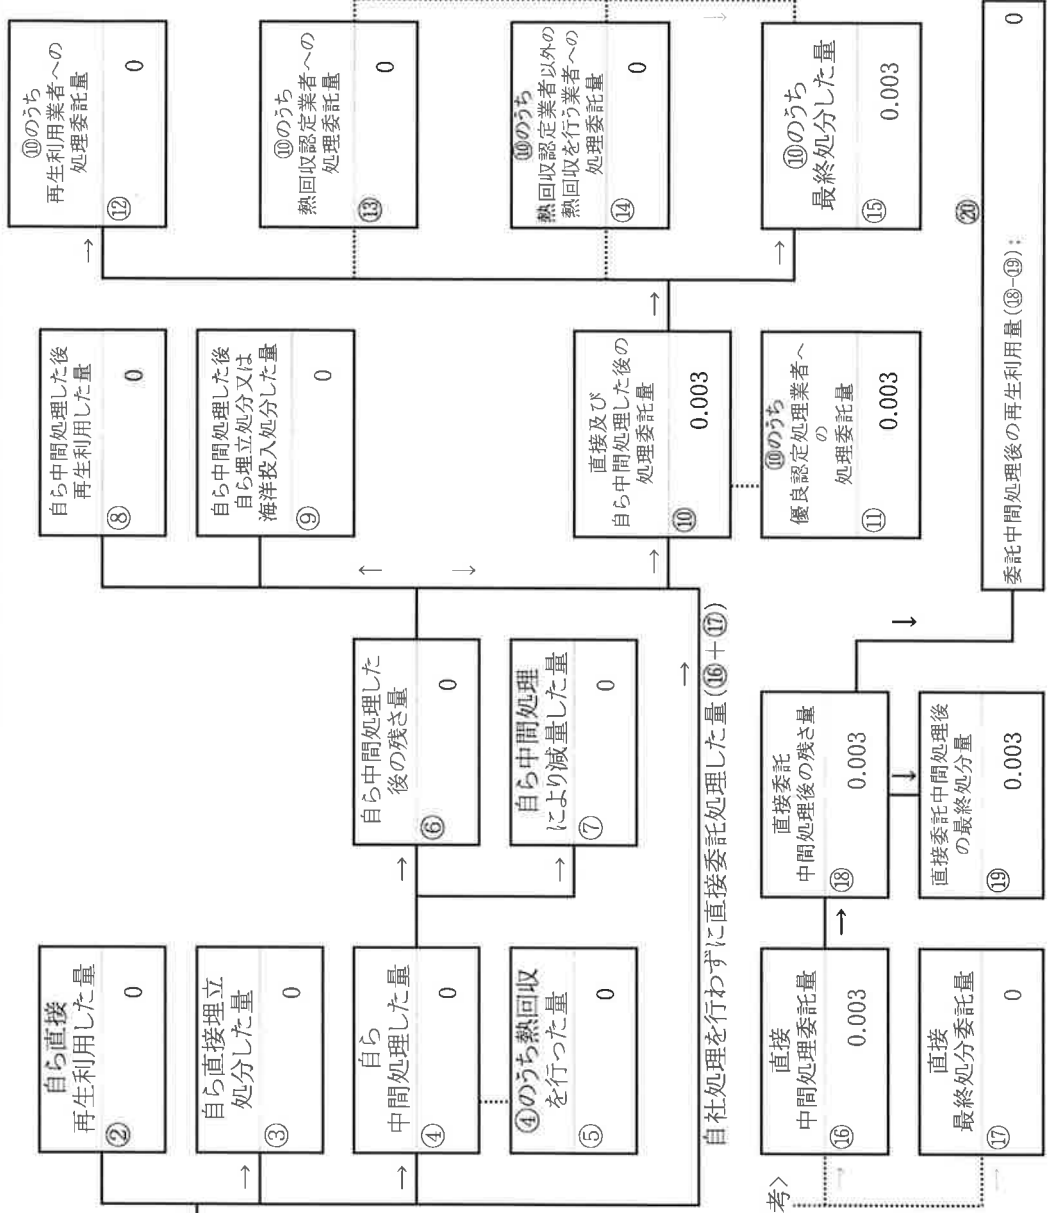 自ら直接
再生利用した量
② 0
自ら直接埋立
処分した量
③ 0
自ら
中間処理した量
④ 0
④のうち熱回収
を行った量
⑤ 0
自ら中間処理した
後の残さ量
⑥ 0
自ら中間処理
により減量した量
⑦ 0
自ら中間処理した後
再生利用した量
⑧ 0
自ら中間処理した後
自ら埋立処分又は
海洋投入処分した量
⑨ 0
直接及び
自ら中間処理した後の
処理委託量
⑩ 0.003
⑩のうち
優良認定処理業者へ
の
処理委託量
⑪ 0.003
⑩のうち
再生利用業者への
処理委託量
⑫ 0
⑩のうち
熱回収認定業者への
処理委託量
⑬ 0
⑩のうち
熱回収認定業者以外の
熱回収を行う業者への
処理委託量
⑭ 0
⑩のうち
最終処分した量
⑮ 0.003
自社処理を行わずに直接委託処理した量(⑯+⑰)
考>
直接
中間処理委託量
⑯ 0.003
直接
最終処分委託量
⑰ 0
直接委託
中間処理後の残さ量
⑱ 0.003
直接委託中間処理後
の最終処分量
⑲ 0.003
⑳
委託中間処理後の再生利用量(⑱-⑲): 0